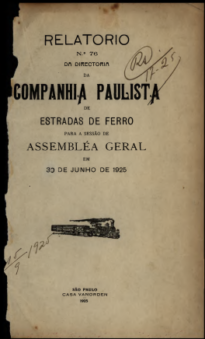 RELATORIO
N.º 76
DA DIRECTORIA
DA
COMPANHIA PAULISTA
DE
ESTRADAS DE FERRO
PARA A SESSÃO DE
ASSEMBLÉA GERAL
EM
30 DE JUNHO DE 1925
SÃO PAULO
CASA VANORDEN
1925